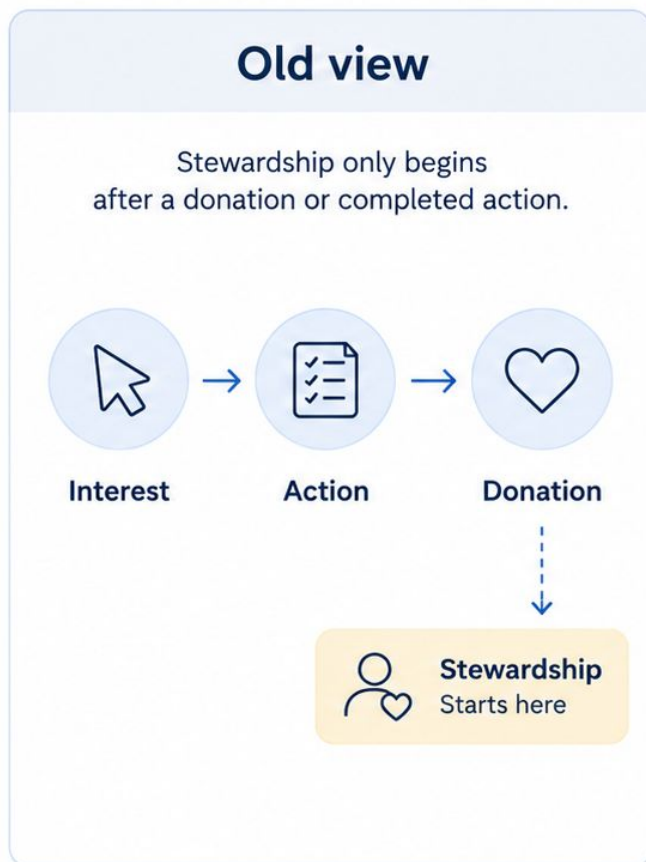 Old view
Stewardship only begins
after a donation or completed action.
Interest
Action
Donation
Stewardship
Starts here